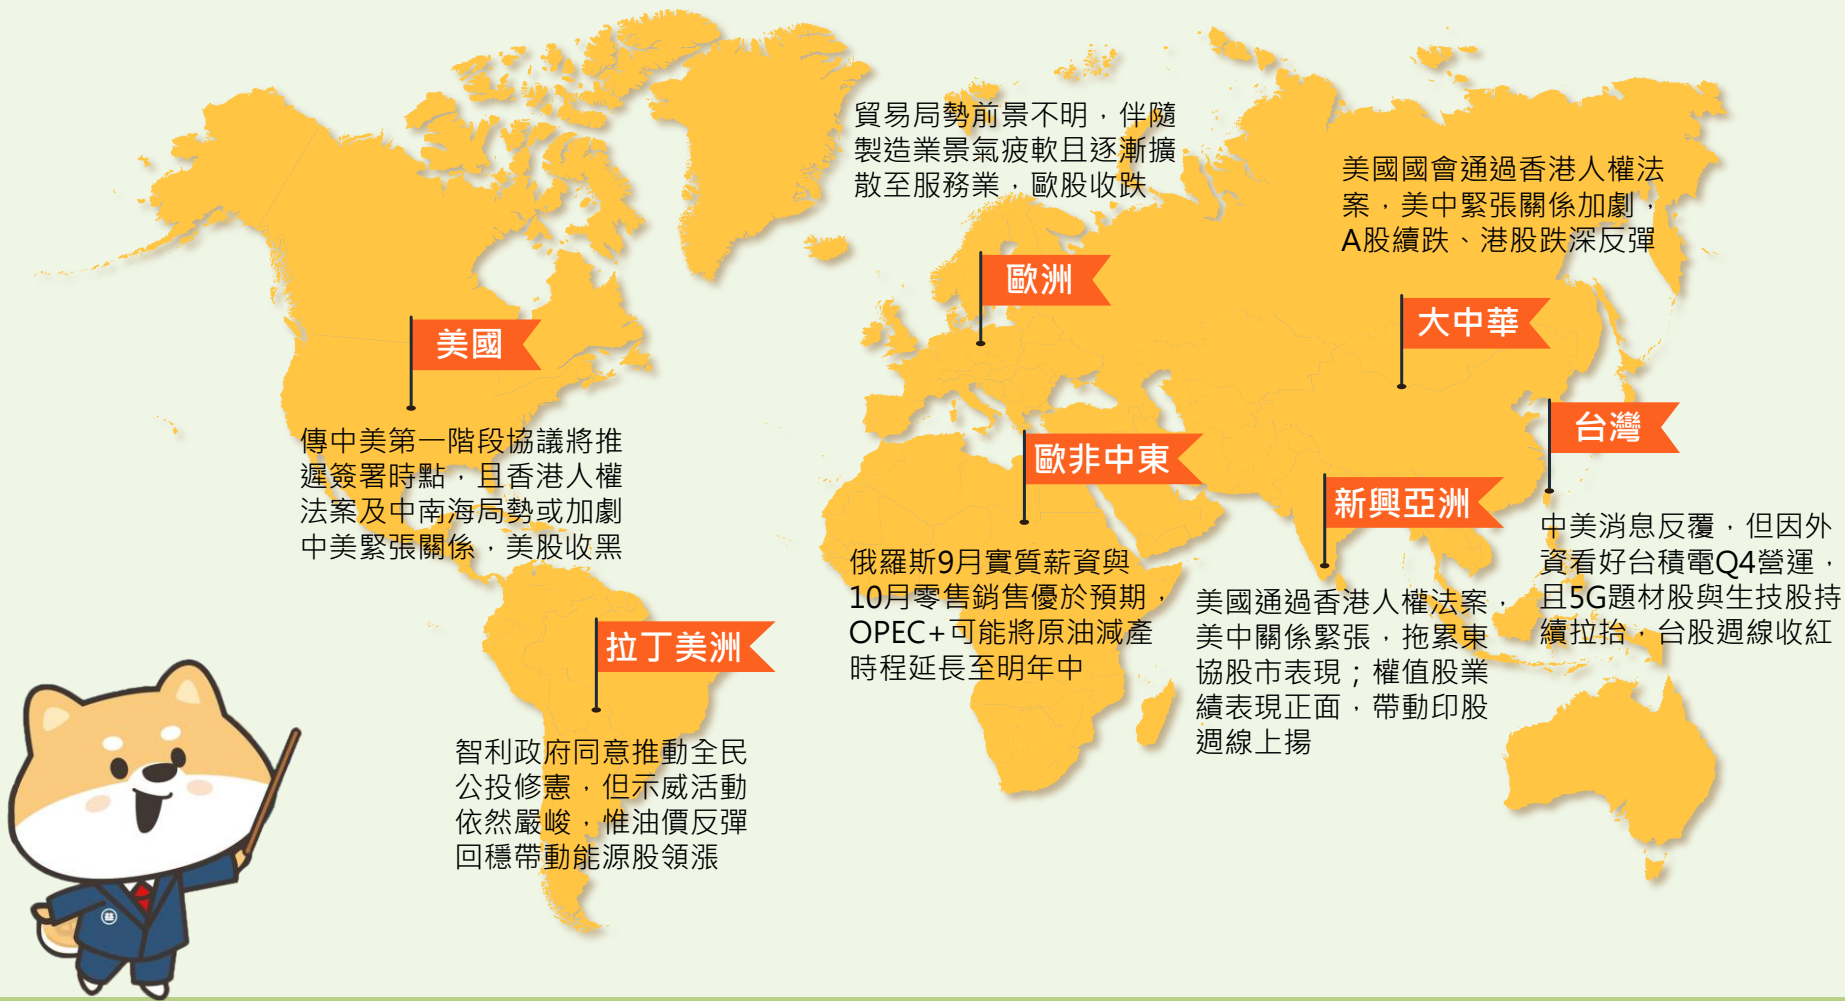 貿易局勢前景不明，伴隨
製造業景氣疲軟且逐漸擴
散至服務業，歐股收跌
歐洲
美國國會通過香港人權法
案，美中緊張關係加劇，
A股續跌、港股跌深反彈
大中華
美國
傳中美第一階段協議將推
遲簽署時點，且香港人權
法案及中南海局勢或加劇
中美緊張關係，美股收黑
歐非中東
俄羅斯9月實質薪資與
10月零售銷售優於預期，
OPEC+可能將原油減產
時程延長至明年中
新興亞洲
美國通過香港人權法案，
美中關係緊張，拖累東
協股市表現；權值股業
績表現正面，帶動印股
週線上揚
台灣
中美消息反覆，但因外
資看好台積電Q4營運，
且5G題材股與生技股持
續拉抬，台股週線收紅
拉丁美洲
智利政府同意推動全民
公投修憲，但示威活動
依然嚴峻，惟油價反彈
回穩帶動能源股領漲